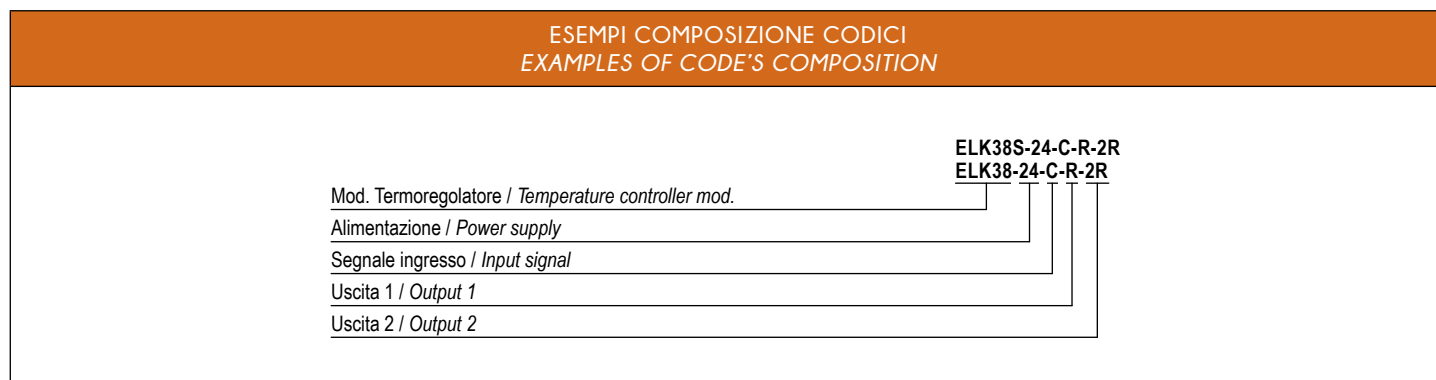 ESEMPI COMPOSIZIONE CODICI
EXAMPLES OF CODE'S COMPOSITION
ELK38S-24-C-R-2R
ELK38-24-C-R-2R
Mod. Termoregolatore / Temperature controller mod.
Alimentazione / Power supply
Segnale ingresso / Input signal
Uscita 1 / Output 1
Uscita 2 / Output 2